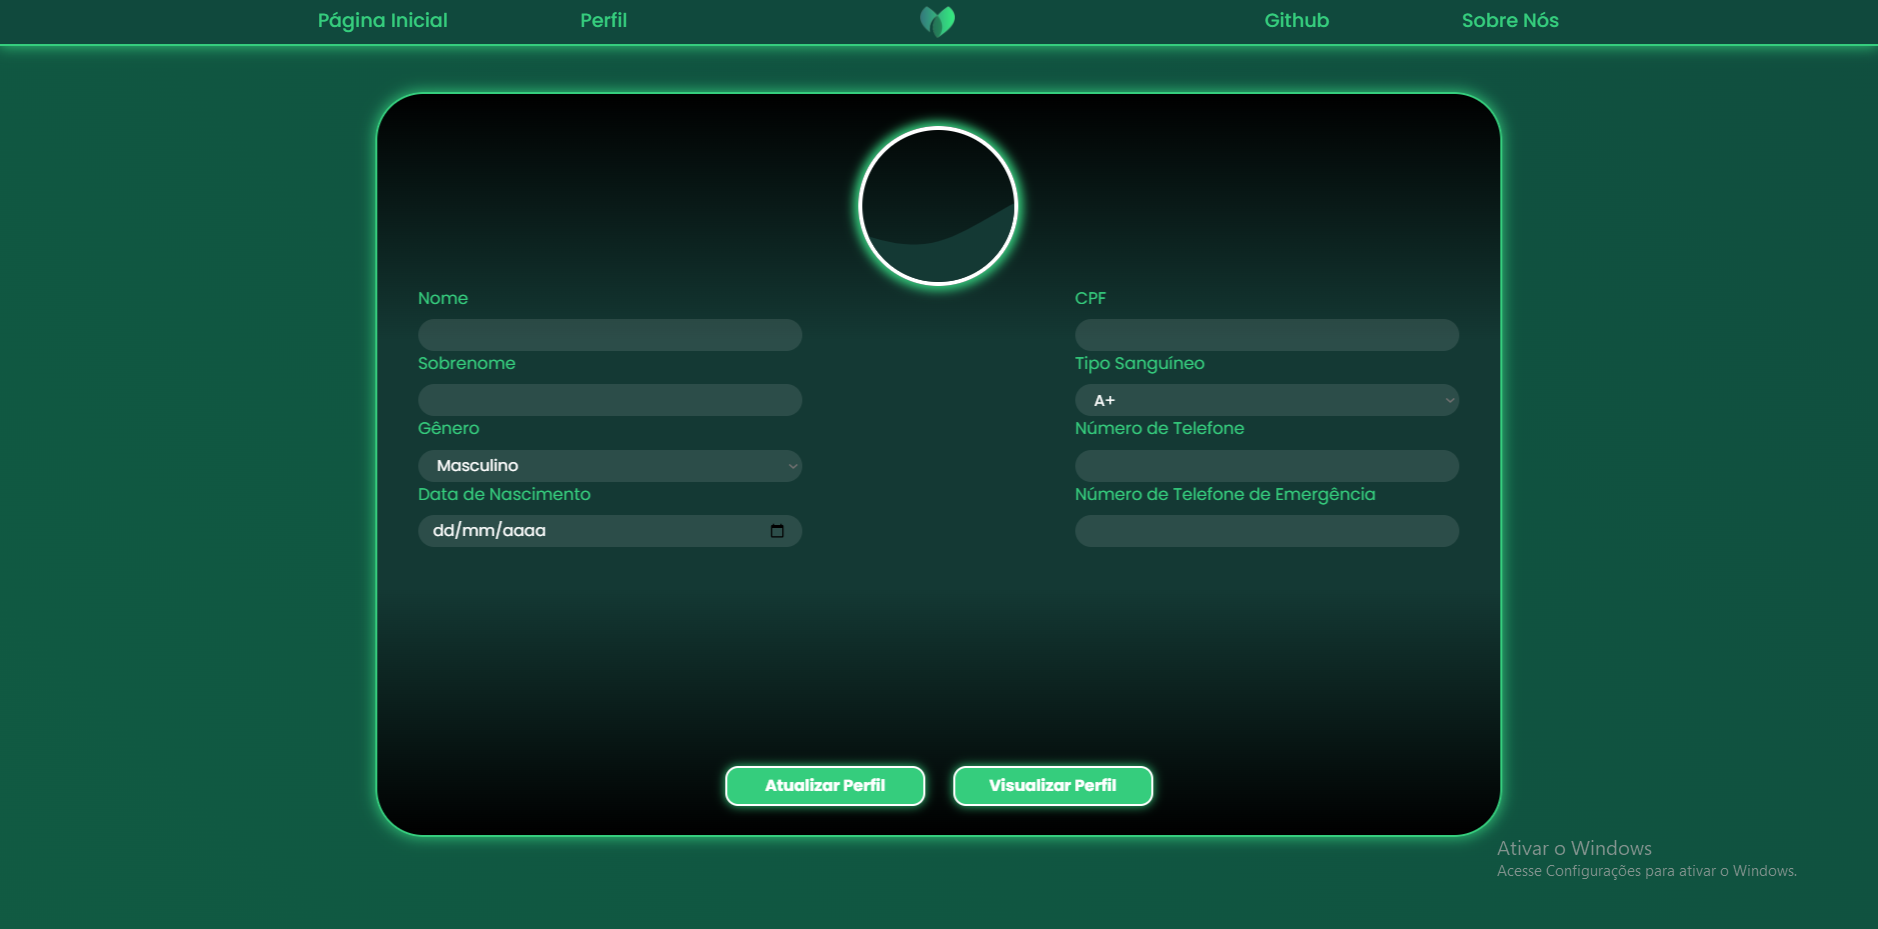 Página Inicial
Perfil
Github
Sobre Nós
Nome
Sobrenome
Gênero
Masculino
Data de Nascimento
dd/mm/aaaa
CPF
Tipo Sanguíneo
A+
Número de Telefone
Número de Telefone de Emergência
Atualizar Perfil
Visualizar Perfil
Ativar o Windows
Acesse Configurações para ativar o Windows.